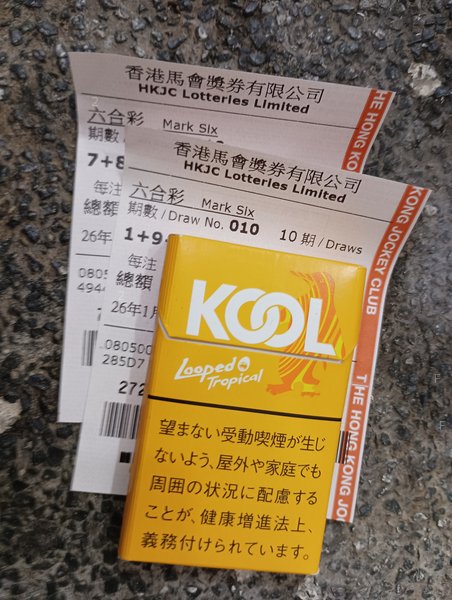 香港馬會獎券有限公司
HKJC Lotteries Limited
六合彩 Mark Six
期數
7+8
每注
總額
26年
0805
494
香港馬會獎券有限公司
HKJC Lotteries Limited
六合彩 Mark Six
期數/Draw No. 010 10 期/Draws
1+9
每注
總額
26年1月
080500
285D7
272
HE HONG KO
KONG JOCKEY CLUB
THE HONG KONG JOCKEY
KOOL
Looped
Tropical
望まない受動喫煙が生じ
ないよう、屋外や家庭でも
周囲の状況に配慮する
ことが、健康増進法上、
義務付けられています。